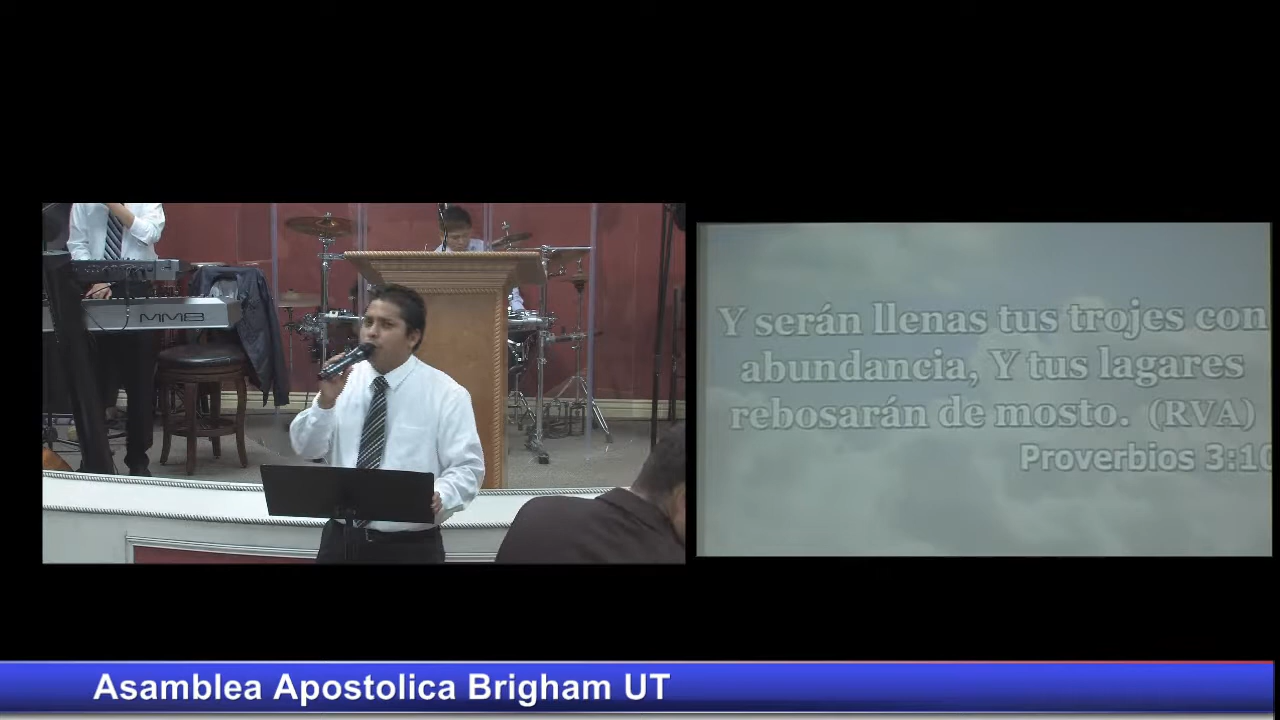 MM8
Y serán llenas tus trojes con
abundancia, Y tus lagares
rebosarán de mosto. (RVA)
Proverbios 3:10
Asamblea Apostolica Brigham UT